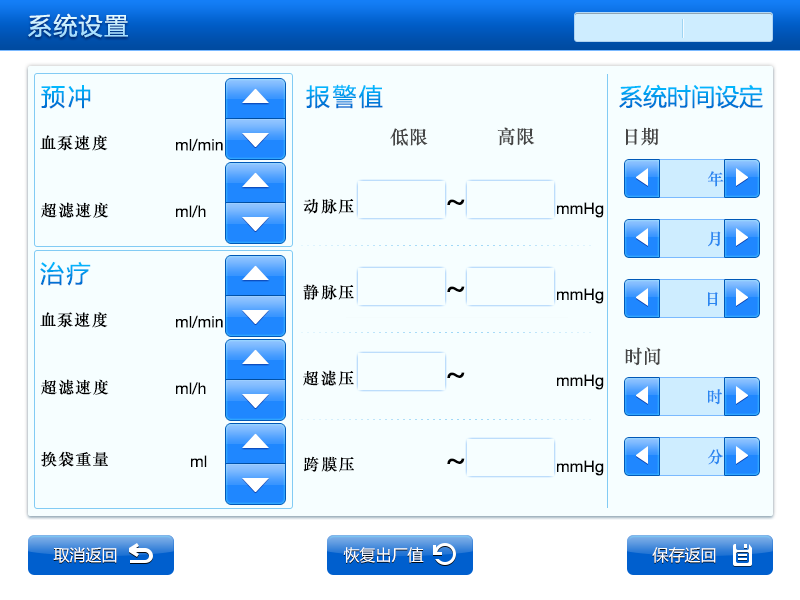 系统设置
预冲
血泵速度 ml/min
超滤速度 ml/h
治疗
血泵速度 ml/min
超滤速度 ml/h
换袋重量 ml
报警值
低限 高限
动脉压 ~ mmHg
静脉压 ~ mmHg
超滤压 ~ mmHg
跨膜压 ~ mmHg
系统时间设定
日期
年
月
日
时间
时
分
取消返回
恢复出厂值
保存返回